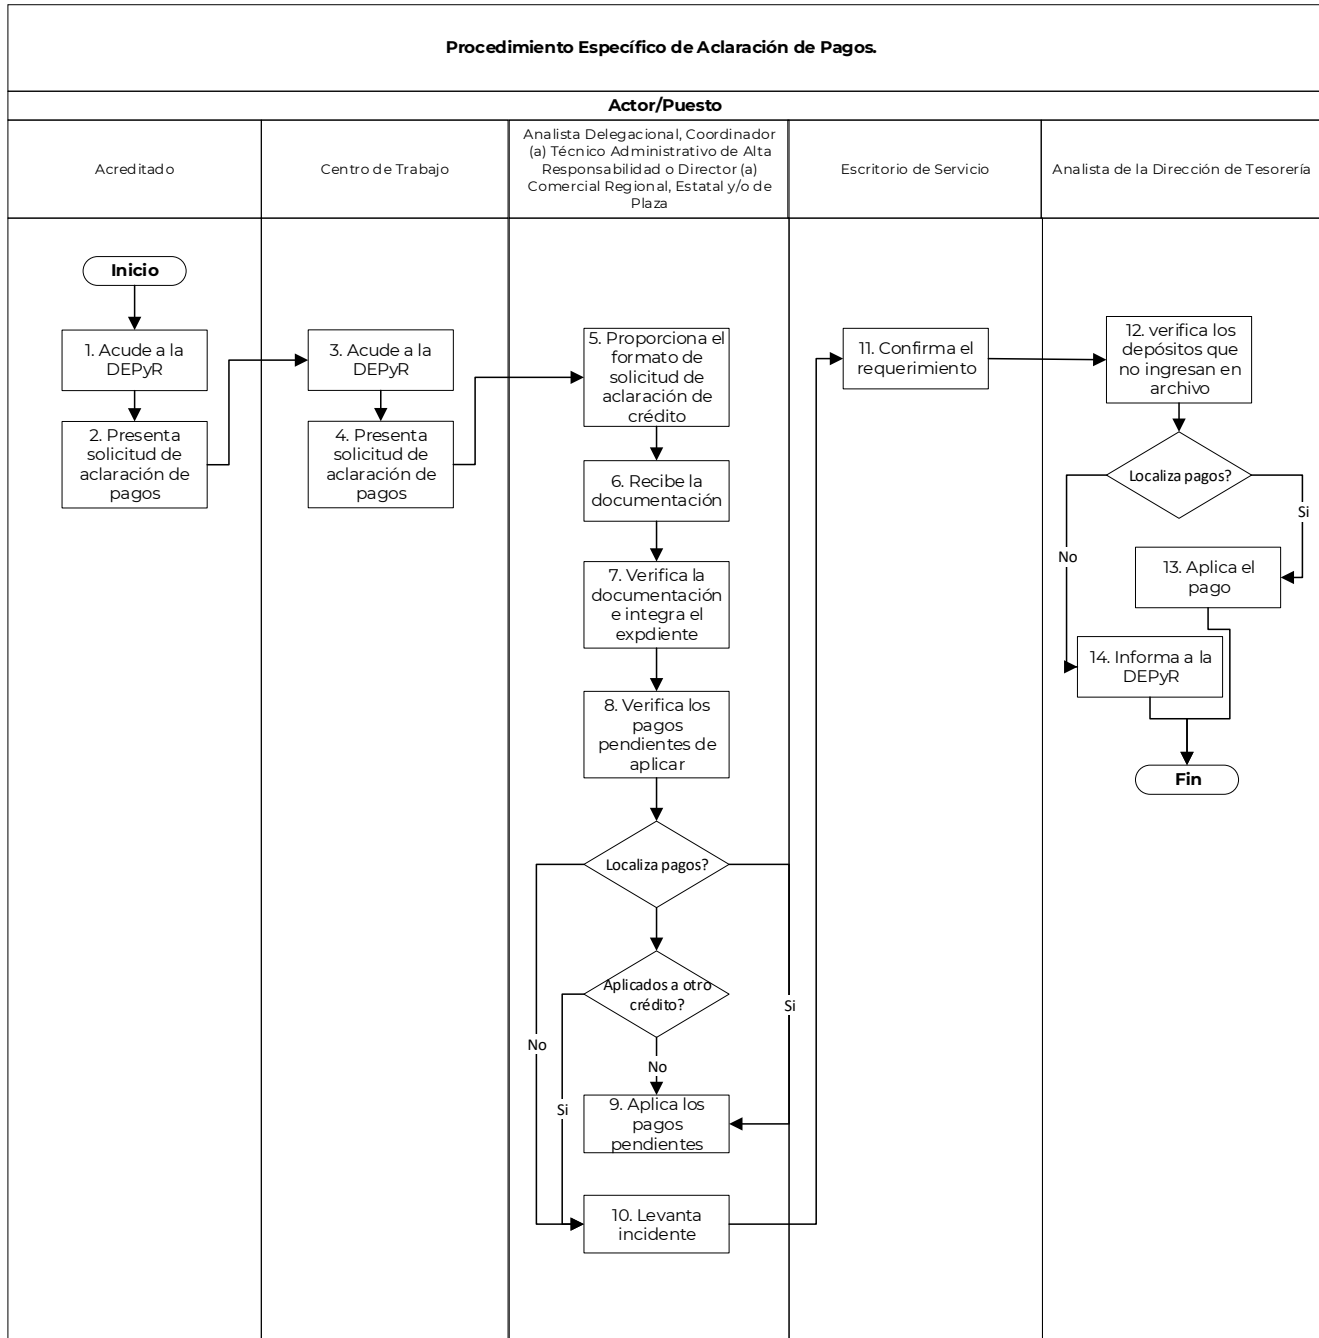 Procedimiento Específico de Aclaración de Pagos.
Actor/Puesto
Acreditado
Centro de Trabajo
Analista Delegacional, Coordinador
(a) Técnico Administrativo de Alta
Responsabilidad o Director (a)
Comercial Regional, Estatal y/o de
Plaza
Escritorio de Servicio
Analista de la Dirección de Tesorería
Inicio
1. Acude a la
DEPyR
2. Presenta
solicitud de
aclaración de
pagos
3. Acude a la
DEPyR
4. Presenta
solicitud de
aclaración de
pagos
5. Proporciona el
formato de
solicitud de
aclaración de
crédito
6. Recibe la
documentación
7. Verifica la
documentación
e integra el
expdiente
8. Verifica los
pagos
pendientes de
aplicar
Localiza pagos?
Aplicados a otro
crédito?
Si
No
No
Si
9. Aplica los
pagos
pendientes
10. Levanta
incidente
11. Confirma el
requerimiento
12. verifica los
depósitos que
no ingresan en
archivo
Localiza pagos?
Si
No
13. Aplica el
pago
14. Informa a la
DEPyR
Fin